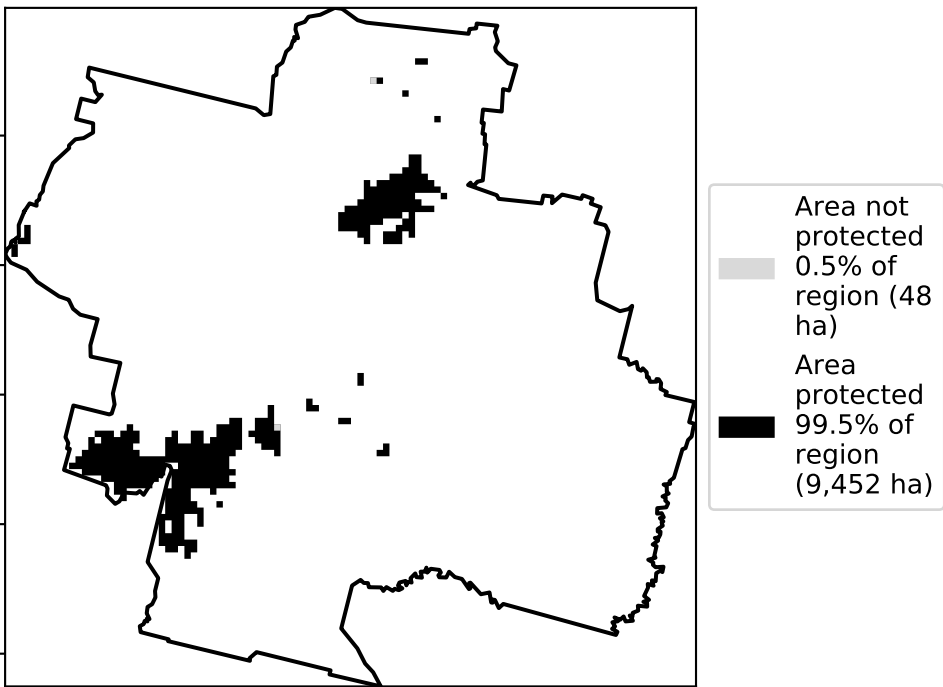 Area not
protected
0.5% of
region (48
ha)
Area
protected
99.5% of
region
(9,452 ha)